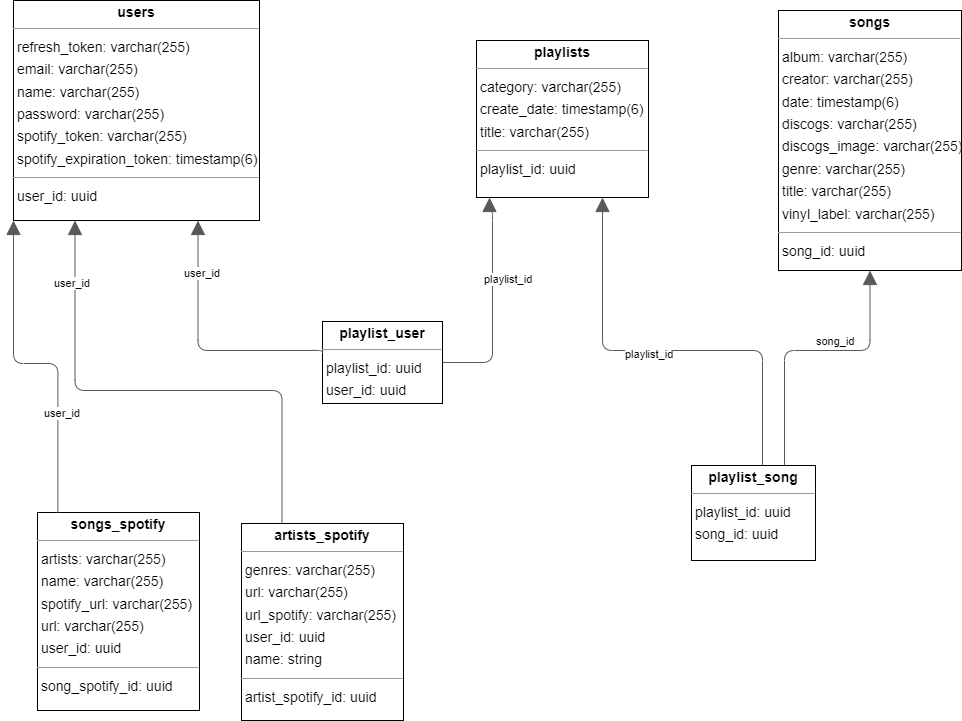 users
refresh_token: varchar(255)
email: varchar(255)
name: varchar(255)
password: varchar(255)
spotify_token: varchar(255)
spotify_expiration_token: timestamp(6)
user_id: uuid
playlists
category: varchar(255)
create_date: timestamp(6)
title: varchar(255)
playlist_id: uuid
songs
album: varchar(255)
creator: varchar(255)
date: timestamp(6)
discogs: varchar(255)
discogs_image: varchar(255)
genre: varchar(255)
title: varchar(255)
vinyl_label: varchar(255)
song_id: uuid
user_id
user_id
playlist_id
playlist_user
playlist_id: uuid
user_id: uuid
playlist_id
song_id
user_id
playlist_song
playlist_id: uuid
song_id: uuid
songs_spotify
artists: varchar(255)
name: varchar(255)
spotify_url: varchar(255)
url: varchar(255)
user_id: uuid
song_spotify_id: uuid
artists_spotify
genres: varchar(255)
url: varchar(255)
url_spotify: varchar(255)
user_id: uuid
name: string
artist_spotify_id: uuid